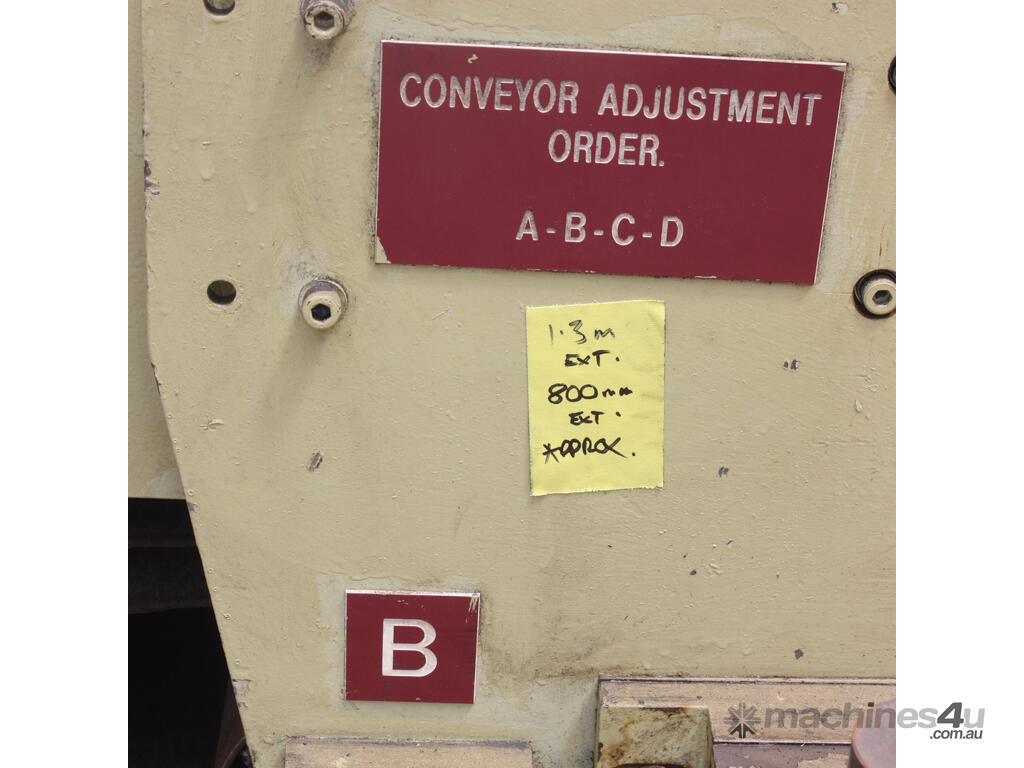 CONVEYOR ADJUSTMENT
ORDER.
A-B-C-D
1.3m
EXT.
800mm
EXT.
APPROX.
B
machines4u
.com.au